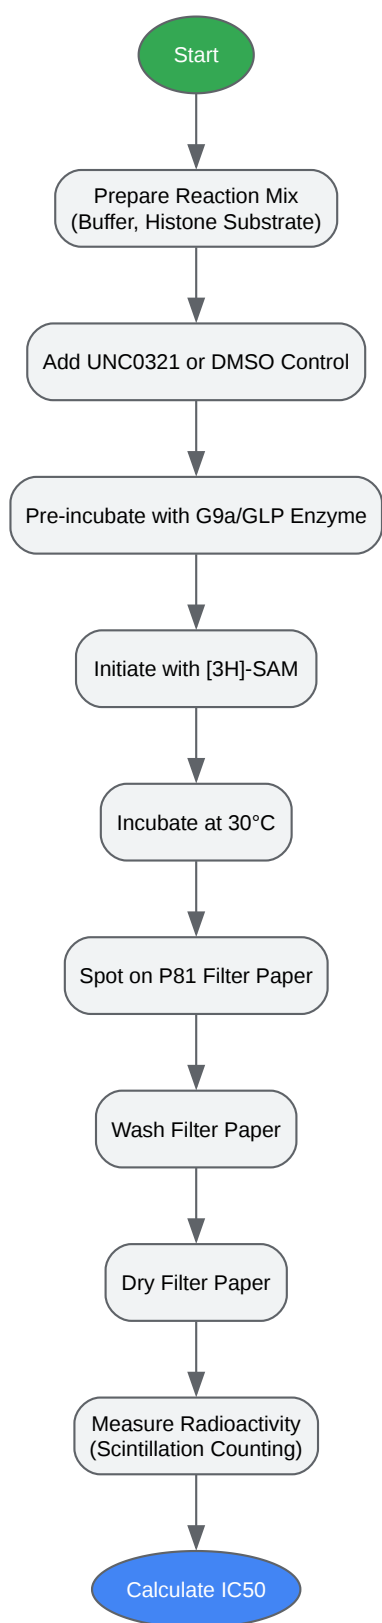 Start
Prepare Reaction Mix
(Buffer, Histone Substrate)
Add UNC0321 or DMSO Control
Pre-incubate with G9a/GLP Enzyme
Initiate with [3H]-SAM
Incubate at 30°C
Spot on P81 Filter Paper
Wash Filter Paper
Dry Filter Paper
Measure Radioactivity
(Scintillation Counting)
Calculate IC50